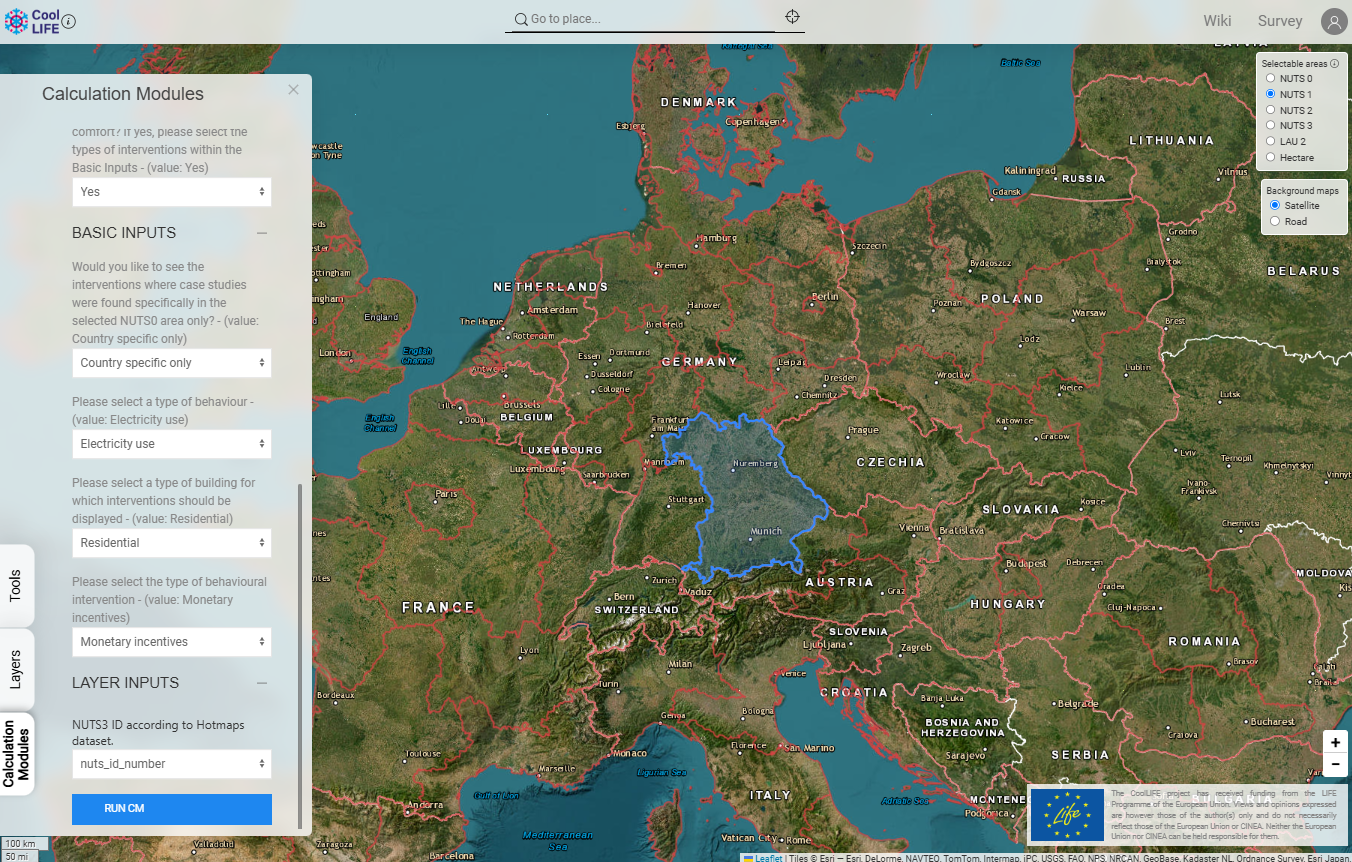 Cool
LIFE
Go to place...
Wiki
Survey
Calculation Modules
comfort? If yes, please select the
types of interventions within the
Basic Inputs - (value: Yes)
Yes
BASIC INPUTS
Would you like to see the
interventions where case studies
were found specifically in the
selected NUTS0 area only? - (value:
Country specific only)
Country specific only
Please select a type of behaviour -
(value: Electricity use)
Electricity use
Please select a type of building for
which interventions should be
displayed - (value: Residential)
Residential
Please select the type of behavioural
intervention - (value: Monetary
incentives)
Monetary incentives
LAYER INPUTS
NUTS3 ID according to Hotmaps
dataset.
nuts_id_number
RUN CM
Tools
Layers
Calculation
Modules
100 km
50 mi
Selectable areas
NUTS 0
NUTS 1
NUTS 2
NUTS 3
LAU 2
Hectare
Background maps
Satellite
Road
Baltic Sea
DENMARK
Copenhagen
Esbjerg
LITHUANIA
Vilnius
Kaliningrad
RUSSIA
Gdansk
Grodno
Hamburg
Szczecin
Bremen
Bydgoszcz
Bialystok
BELARUS
NETHERLANDS
Amsterdam
Hanover
Berlin
Poznan
POLAND
Warsaw
England
The Hague
Rotterdam
Bielefeld
Brest
London
English
Channel
Essen
Dortmund
GERMANY
Leipzig
Lodz
Antwerp
Dusseldorf
Cologne
Dresden
Wroclaw
Lublin
Chemnitz
Kielce
Lutsk
Lille
Brussels
Douai
BELGIUM
English
Channel
Frankfurt
am Main
Katowice
Prague
Cracow
LUXEMBOURG
Luxembourg
Saarbrucken
Mannheim
Nuremberg
CZECHIA
Lviv
Ternopil
Khmelnytskyi
Paris
Stuttgart
Ivano
Frankivsk
Kosice
SLOVAKIA
Munich
Vienna
Bratislava
Chernivtsi
Zurich
Vaduz
AUSTRIA
Budapest
Debrecen
MOLDOVA
Bern
SWITZERLAND
Graz
Oradea
FRANCE
HUNGARY
Cluj-Napoca
SLOVENIA
Ljubljana
Zagreb
ROMANIA
Lyon
Milan
Brasov
Turin
Venice
Galati
Braila
Bordeaux
CROATIA
Banja Luka
Belgrade
Genoa
Bologna
BOSNIA AND
HERZEGOVINA
Bucharest
Craiova
Florence
San Marino
Sarajevo
SERBIA
Toulouse
Monaco
Marseille
Ligurian Sea
Gulf of Lion
ITALY
Adriatic Sea
Podgorica
Andorra
Mediterranean
Sea
Vatican City
Rome
Valladolid
Zaragoza
Barcelona
+
−
Life
The CoolLIFE project has received funding from the LIFE
Programme of the European Union. Views and opinions expressed
are however those of the author(s) only and do not necessarily
reflect those of the European Union or CINEA. Neither the European
Union nor CINEA can be held responsible for them.
Leaflet | Tiles © Esri — Esri, DeLorme, NAVTEQ, TomTom, Intermap, iPC, USGS, FAO, NPS, NRCAN, GeoBase, Kadaster NL, Ordnance Survey, Esri Japan